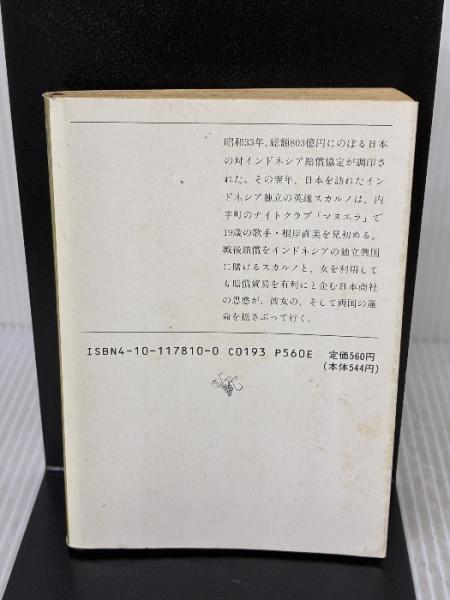 昭和33年、総額803億円にのぼる日本
の対インドネシア賠償協定が調印
された。その翌年、日本を訪れたイン
ドネシア独立の英雄スカルノは、内
幸町のナイトクラブ「マヌエラ」で
19歳の歌手・根岸直美を見初める。
戦後賠償をインドネシアの独立興国
に賭けるスカルノと、女を利用して
も賠償貿易を有利にと企む日本商社
の思惑が、彼女の、そして両国の運
命を揺さぶって行く。
ISBN4-10-117810-0 C0193 P560E 定価560円
(本体544円)